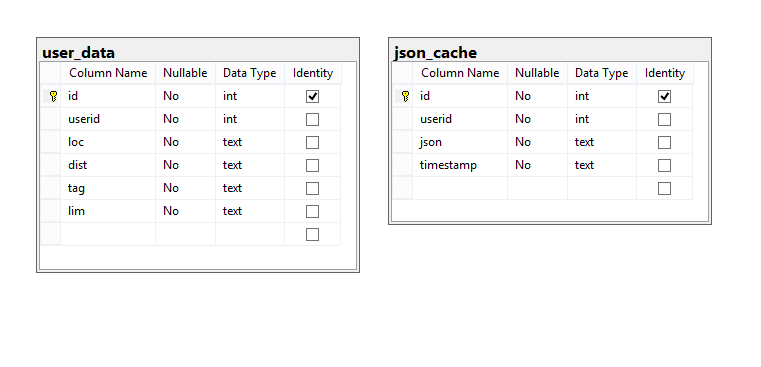 user_data
Column Name Nullable Data Type Identity
id No int
userid No int
loc No text
dist No text
tag No text
lim No text
json_cache
Column Name Nullable Data Type Identity
id No int
userid No int
json No text
timestamp No text